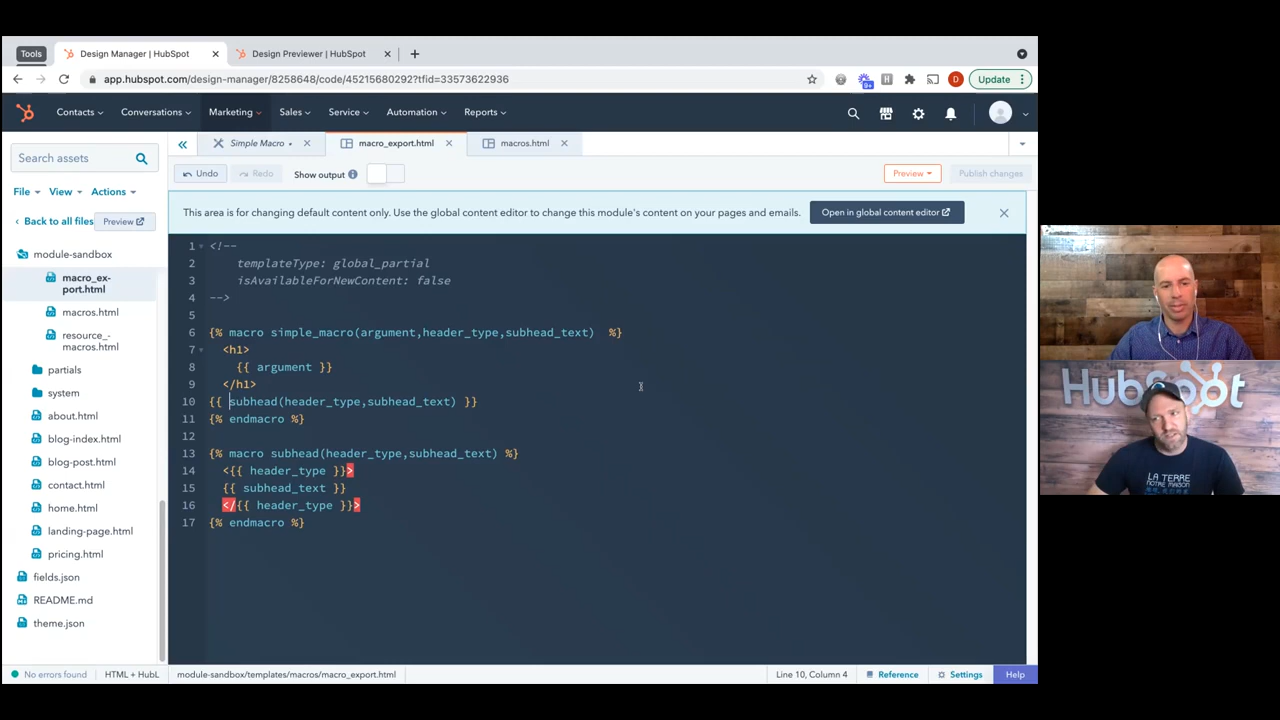 Tools
Design Manager | HubSpot
Design Previewer | HubSpot
app.hubspot.com/design-manager/8258648/code/45215680292?tfid=33573622936
9+
H
D
Update
Contacts
Conversations
Marketing
Sales
Service
Automation
Reports
Search assets
Simple Macro
macro_export.html
macros.html
File
View
Actions
Undo
Redo
Show output
Preview
Publish changes
Back to all files
Preview
This area is for changing default content only. Use the global content editor to change this module's content on your pages and emails.
Open in global content editor
module-sandbox
macro_ex-
port.html
macros.html
resource_-
macros.html
partials
system
about.html
blog-index.html
blog-post.html
contact.html
home.html
landing-page.html
pricing.html
fields.json
README.md
theme.json
1 <!--
2 templateType: global_partial
3 isAvailableForNewContent: false
4 -->
5
6 {% macro simple_macro(argument,header_type,subhead_text)  %}
7 <h1>
8 {{ argument }}
9 </h1>
10 {{ subhead(header_type,subhead_text) }}
11 {% endmacro %}
12
13 {% macro subhead(header_type,subhead_text) %}
14 <{{ header_type }}>
15 {{ subhead_text }}
16 </{{ header_type }}>
17 {% endmacro %}
No errors found
HTML + HubL
module-sandbox/templates/macros/macro_export.html
Line 10, Column 4
Reference
Settings
Help
HubSpot
LA TERRE
NOTRE MAISON